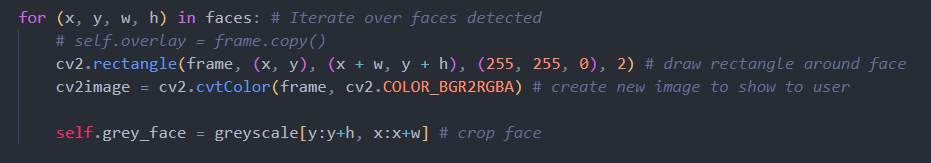 for (x, y, w, h) in faces: # Iterate over faces detected
    # self.overlay = frame.copy()
    cv2.rectangle(frame, (x, y), (x + w, y + h), (255, 255, 0), 2) # draw rectangle around face
    cv2image = cv2.cvtColor(frame, cv2.COLOR_BGR2RGBA) # create new image to show to user

    self.grey_face = greyscale[y:y+h, x:x+w] # crop face